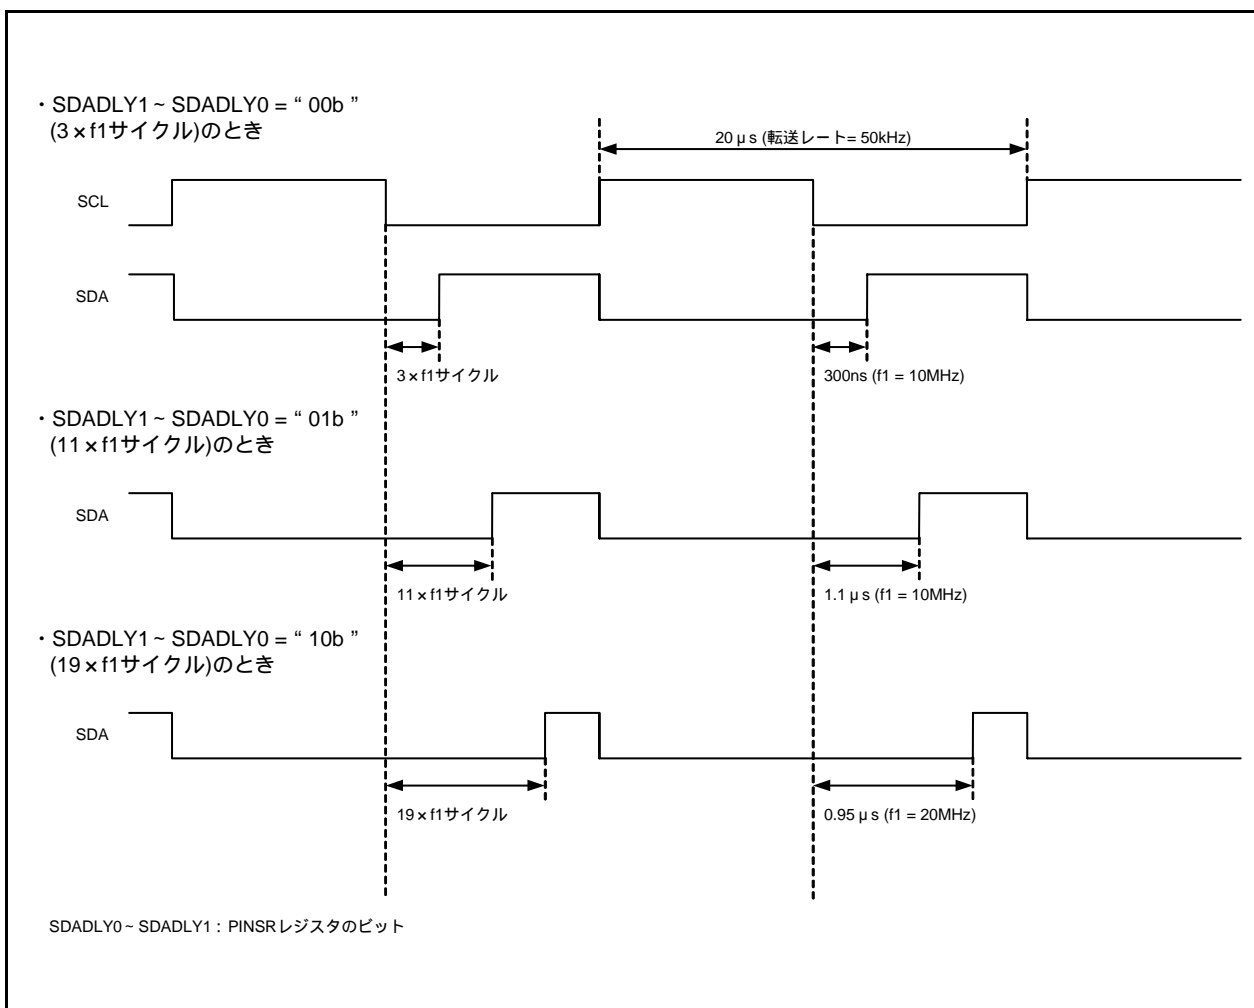 ・SDADLY1 ~ SDADLY0 = “ 00b ”
(3×f1サイクル)のとき
20 μ s (転送レート= 50kHz)
SCL
SDA
3×f1サイクル
300ns (f1 = 10MHz)
・SDADLY1 ~ SDADLY0 = “ 01b ”
(11×f1サイクル)のとき
SDA
11×f1サイクル
1.1 μ s (f1 = 10MHz)
・SDADLY1 ~ SDADLY0 = “ 10b ”
(19×f1サイクル)のとき
SDA
19×f1サイクル
0.95 μ s (f1 = 20MHz)
SDADLY0 ~ SDADLY1 : PINSRレジスタのビット